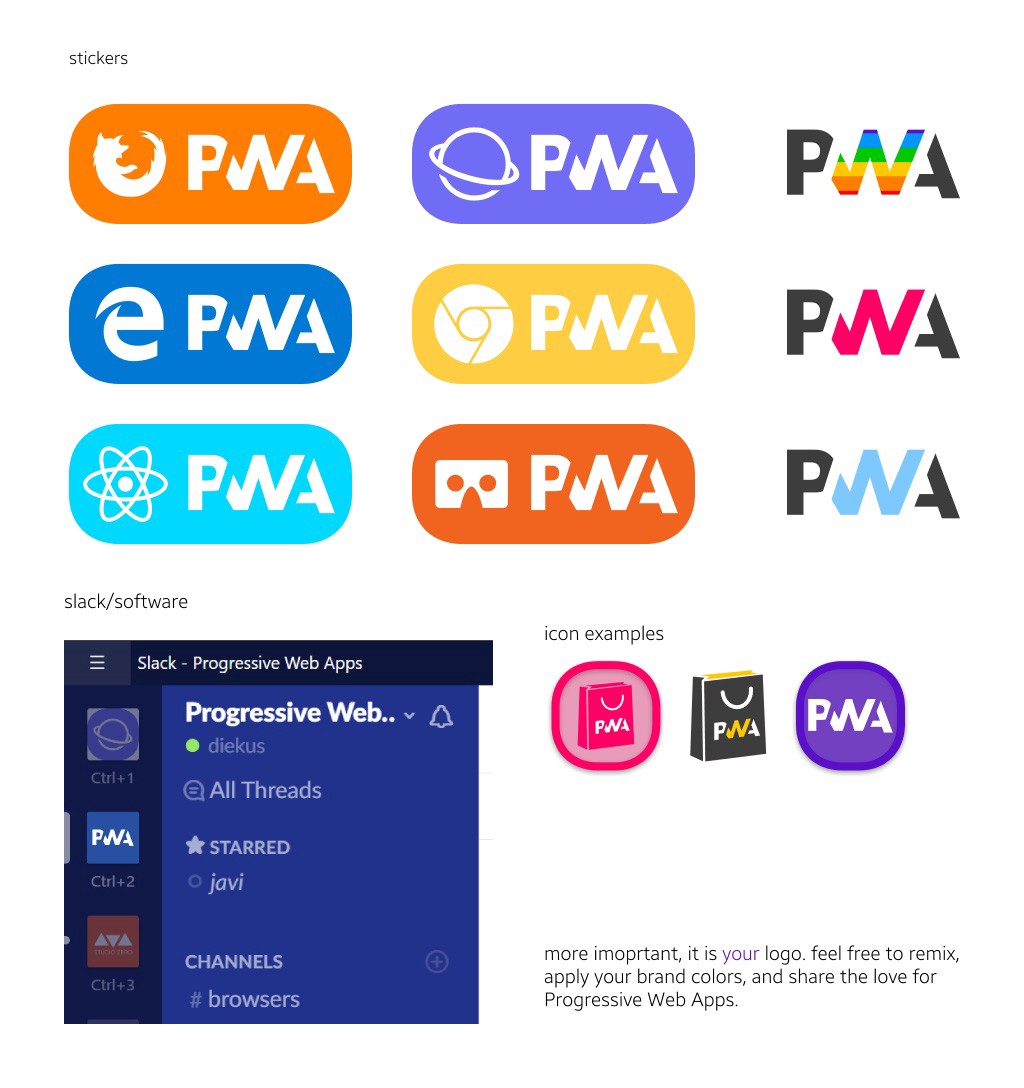 stickers
PWA
PWA
PWA
PWA
PWA
PWA
PWA
PWA
PWA
slack/software
icon examples
☰ Slack - Progressive Web Apps
Progressive Web..
diekus
Ctrl+1
All Threads
PWA
STARRED
Ctrl+2
javi
CHANNELS
Ctrl+3
# browsers
PWA
PWA
PWA
more imoprtant, it is your logo. feel free to remix,
apply your brand colors, and share the love for
Progressive Web Apps.